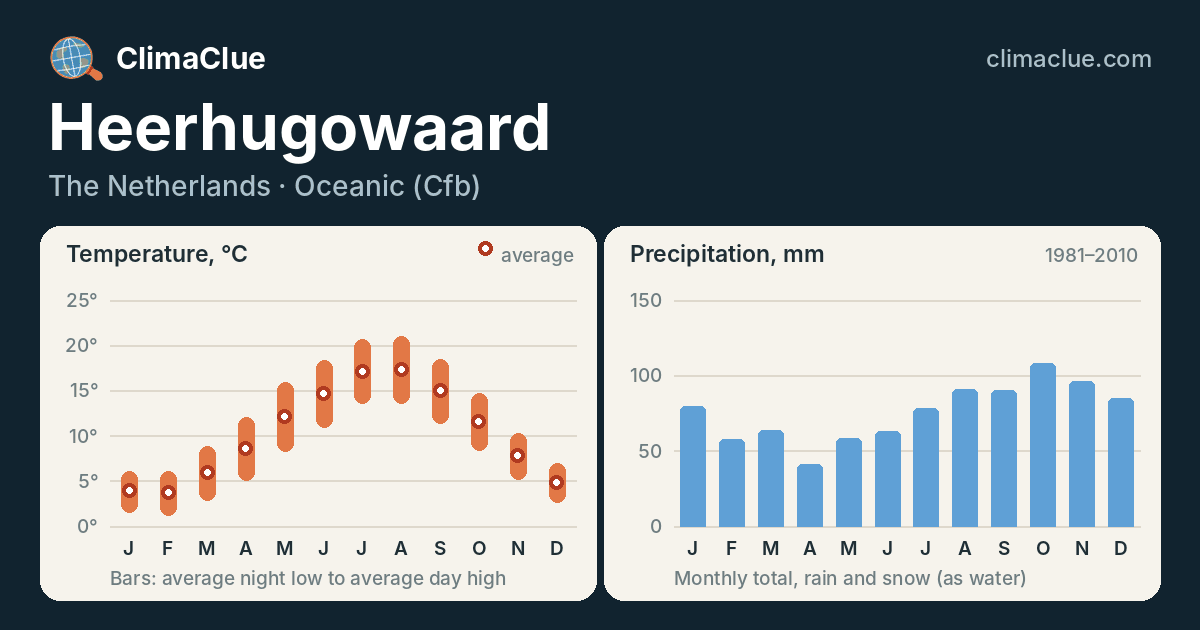 ClimaClue
climaclue.com
Heerhugowaard
The Netherlands · Oceanic (Cfb)
Temperature, °C
average
25°
20°
15°
10°
5°
0°
J F M A M J J A S O N D
Bars: average night low to average day high
Precipitation, mm
1981–2010
150
100
50
0
J F M A M J J A S O N D
Monthly total, rain and snow (as water)